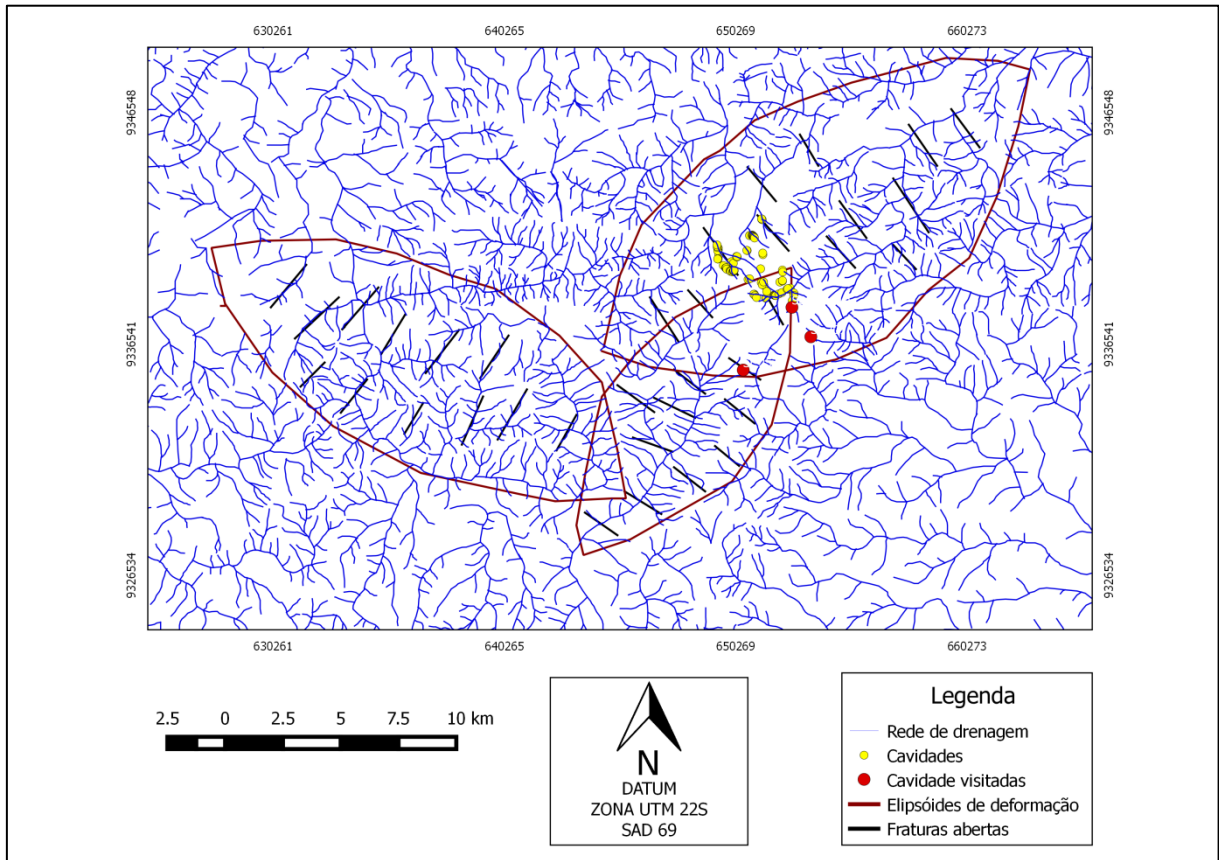 630261 640265 650269 660273
9346548 9346548
9336541 9336541
9326534 9326534
630261 640265 650269 660273
2.5 0 2.5 5 7.5 10 km
N
DATUM
ZONA UTM 22S
SAD 69
Legenda
Rede de drenagem
Cavidades
Cavidade visitadas
Elipsóides de deformação
Fraturas abertas